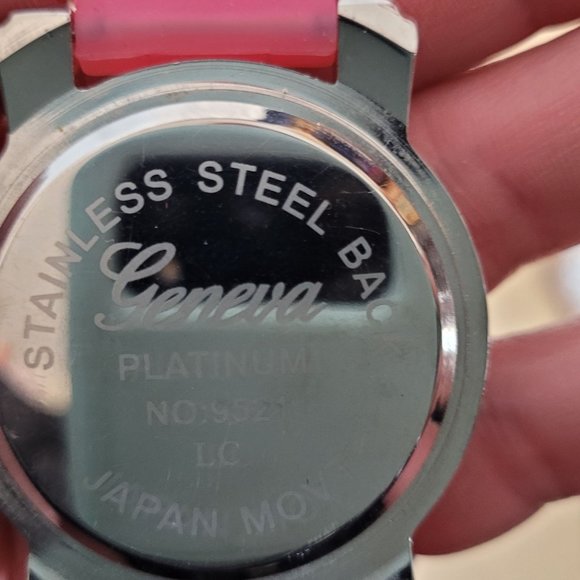 STAINLESS STEEL BAC
Geneva
PLATINUM
LC
JAPAN MOV